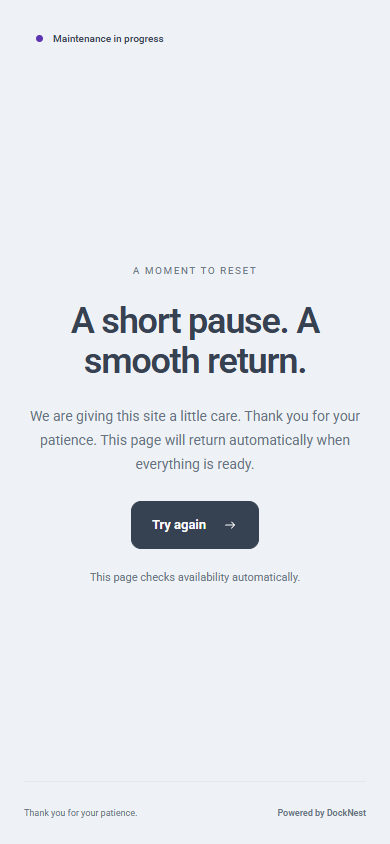 Maintenance in progress
A MOMENT TO RESET
A short pause. A
smooth return.
We are giving this site a little care. Thank you for your
patience. This page will return automatically when
everything is ready.
Try again →
This page checks availability automatically.
Thank you for your patience.
Powered by DockNest